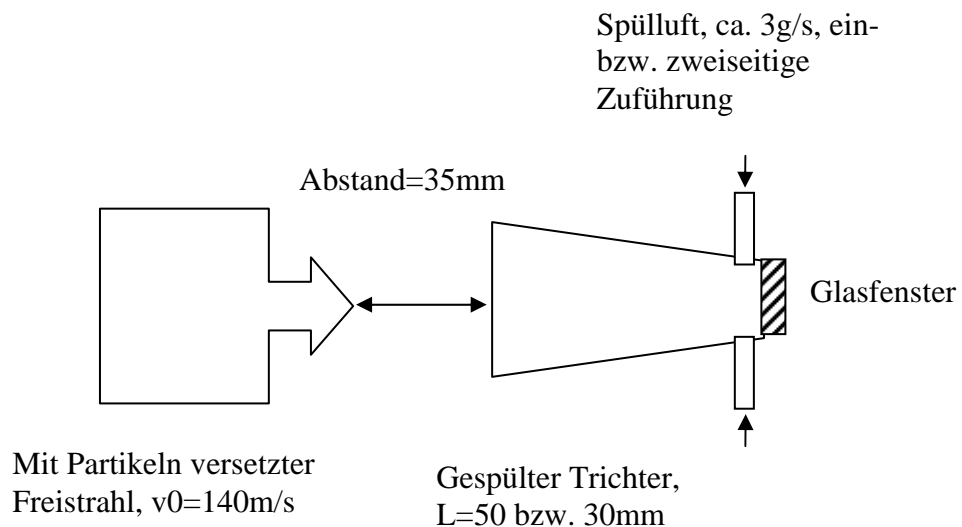 Spülluft, ca. 3g/s, ein-
bzw. zweiseitige
Zuführung
Abstand=35mm
Glasfenster
Mit Partikeln versetzter
Freistrahl, v0=140m/s
Gespülter Trichter,
L=50 bzw. 30mm